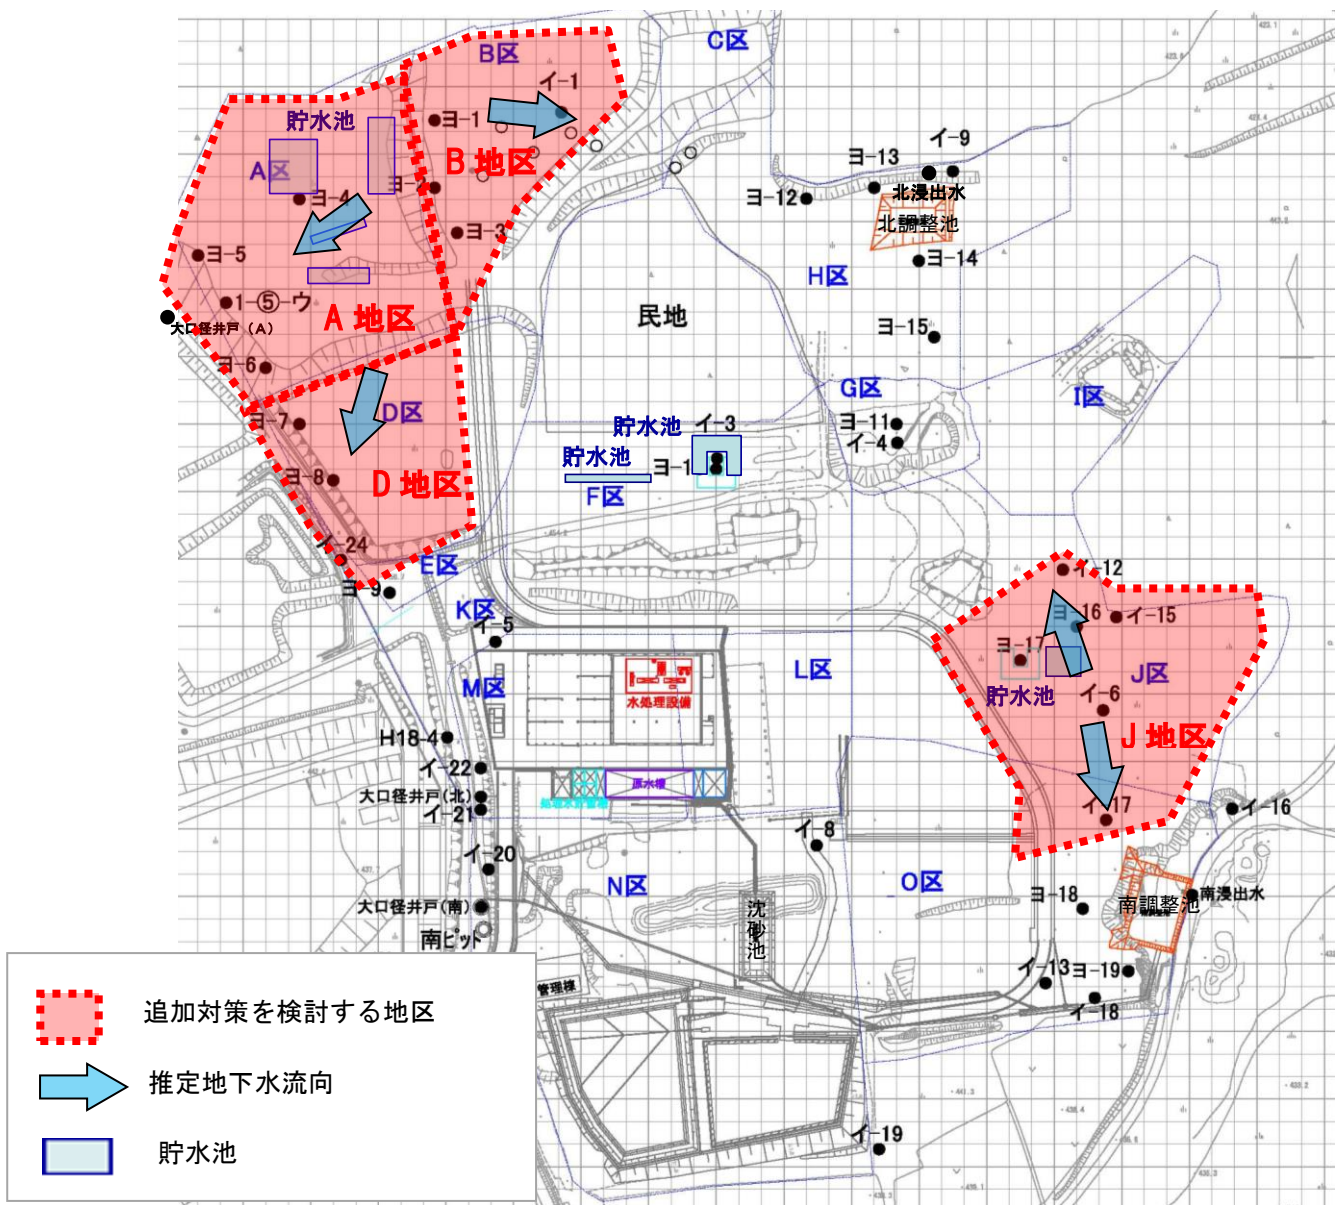 B区
C区
イ-1
貯水池
ヨ-1
B 地区
A区
ヨ-2
ヨ-4
ヨ-3
ヨ-5
1-⑤-ウ
A 地区
大口径井戸（A）
ヨ-6
イ-9
ヨ-13
北浸出水
ヨ-12
北調整池
ヨ-14
H区
民地
ヨ-15
G区
I区
D区
ヨ-7
イ-3
貯水池
ヨ-11
イ-4
貯水池
ヨ-1
ヨ-8
D 地区
F区
イ-24
E区
ヨ-9
K区
イ-5
イ-12
ヨ-16
イ-15
ヨ-17
L区
J区
M区
水処理設備
貯水池
イ-6
J 地区
H18-4
イ-22
大口径井戸(北)
原水槽
イ-21
イ-17
イ-16
イ-8
イ-20
N区
O区
大口径井戸(南)
沈砂池
ヨ-18
南調整池
南浸出水
南ピット
イ-13
ヨ-19
管理棟
イ-18
イ-19
追加対策を検討する地区
推定地下水流向
貯水池